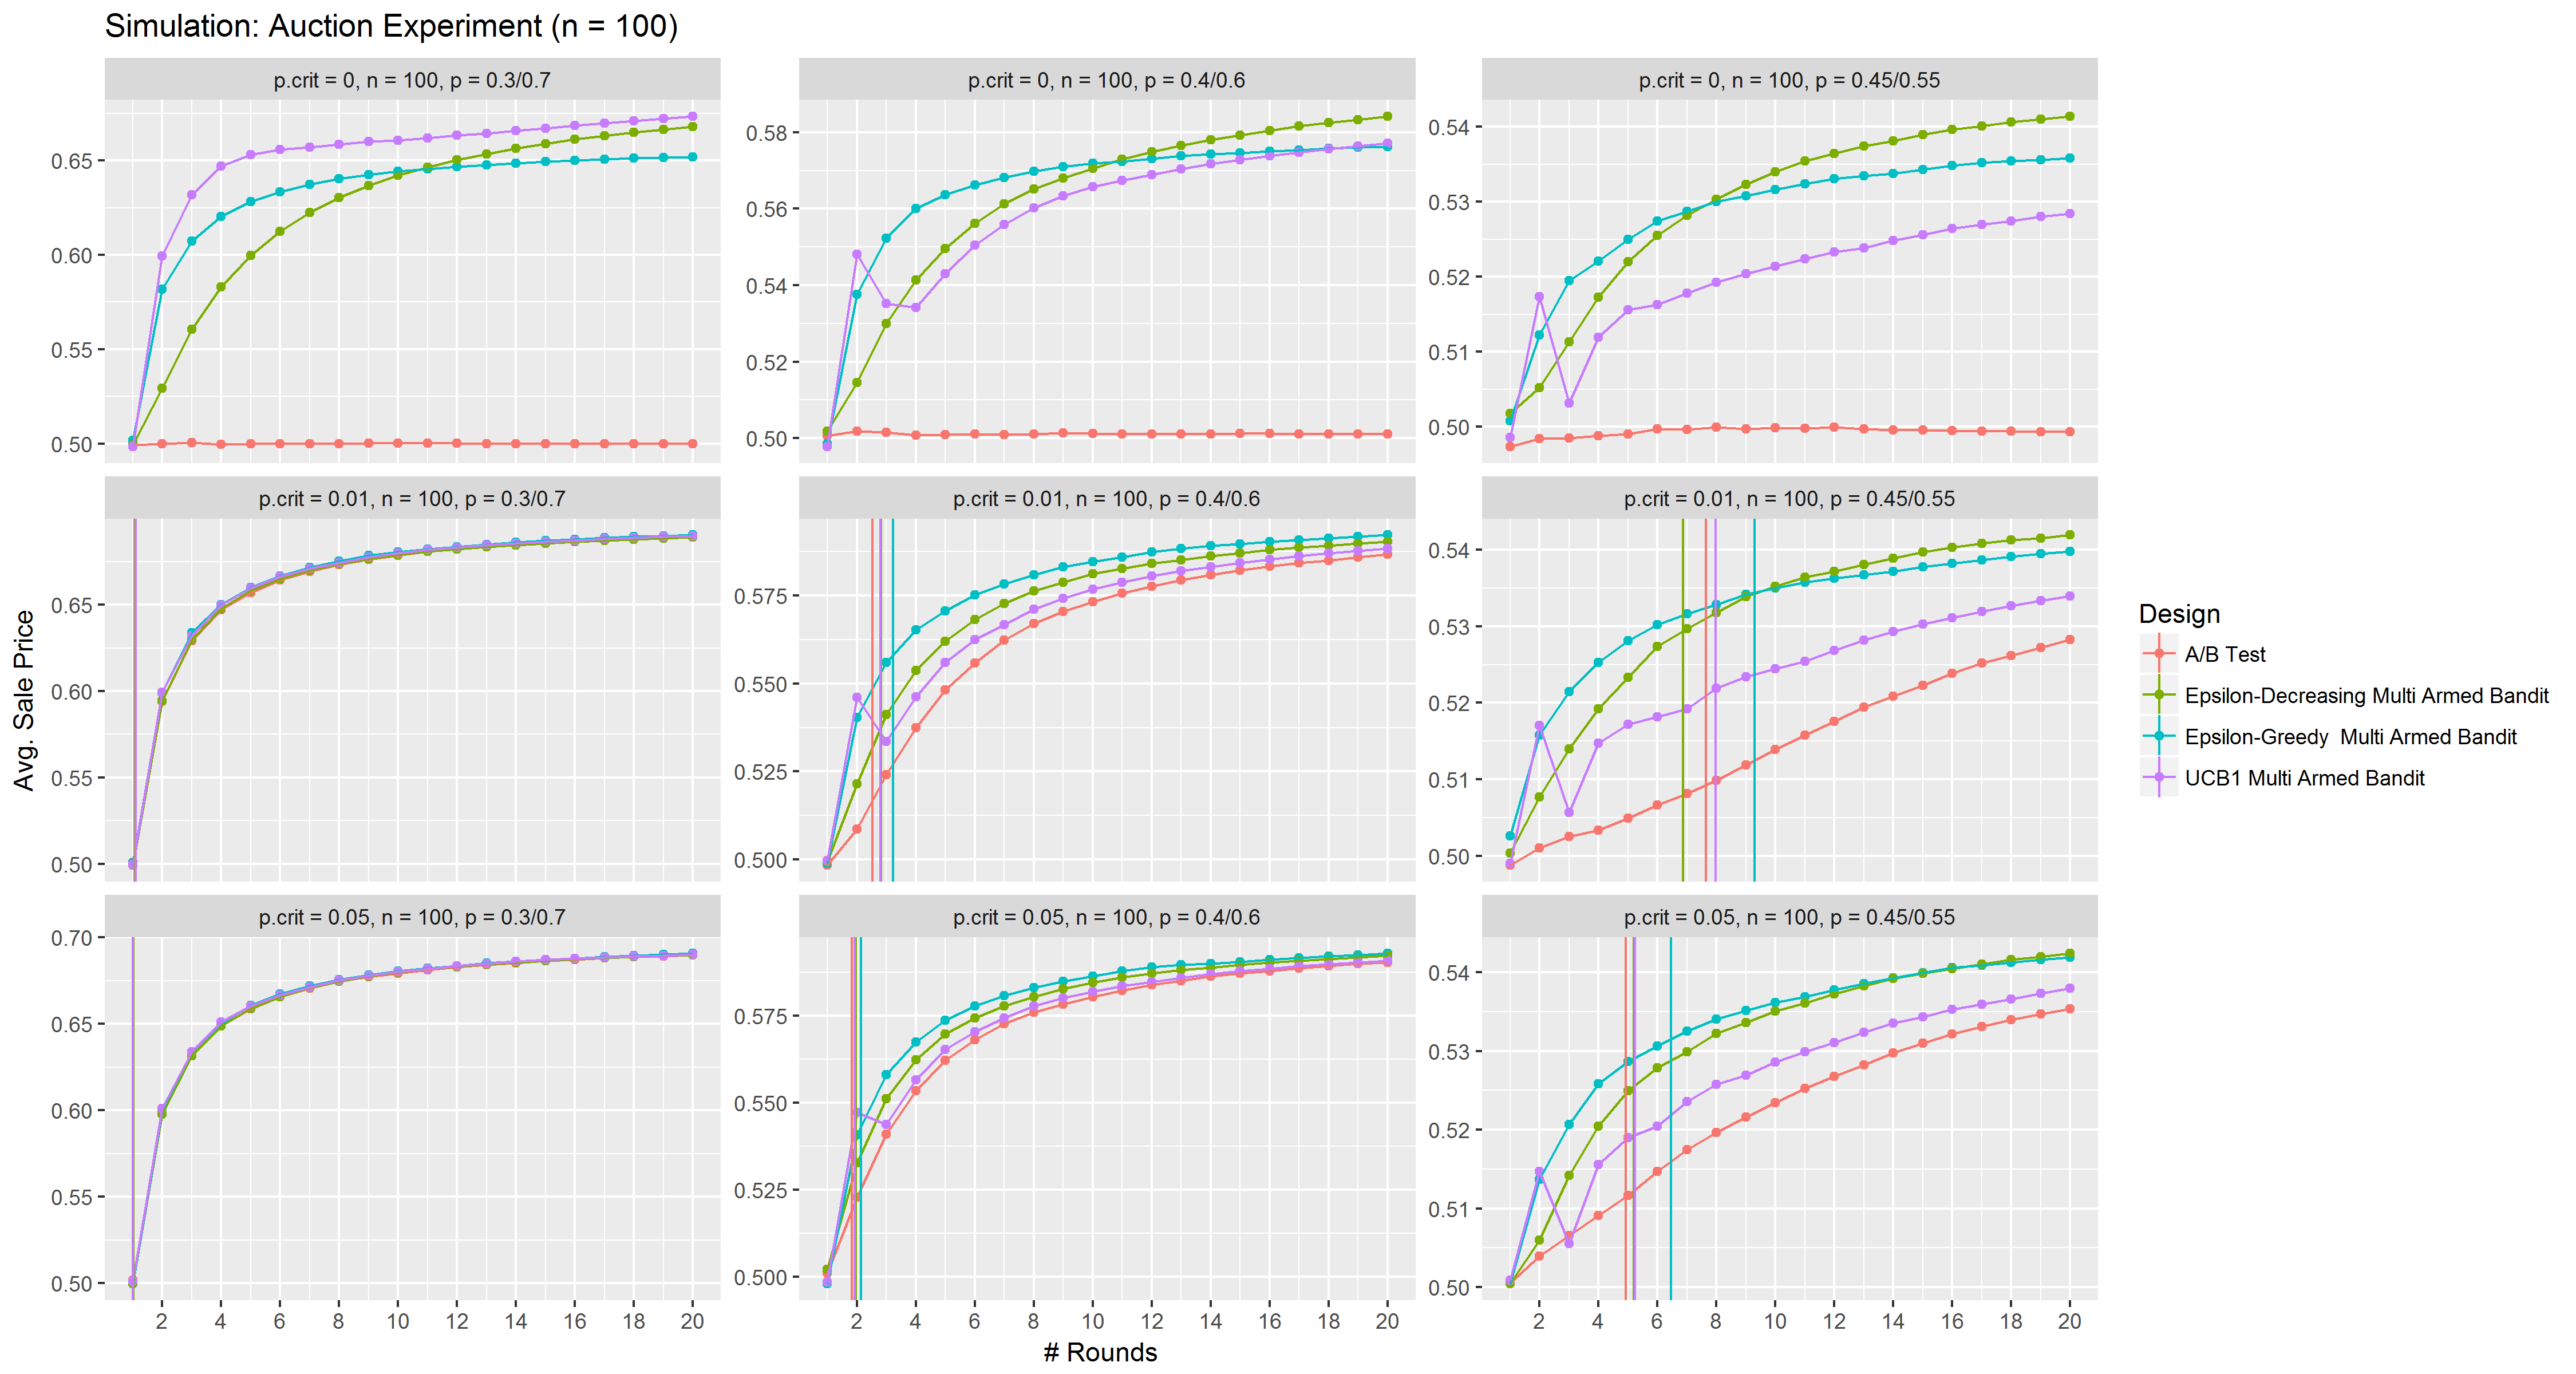 Simulation: Auction Experiment (n = 100)
p.crit = 0, n = 100, p = 0.3/0.7
p.crit = 0, n = 100, p = 0.4/0.6
p.crit = 0, n = 100, p = 0.45/0.55
0.65
0.60
0.55
0.50
0.58
0.56
0.54
0.52
0.50
0.54
0.53
0.52
0.51
0.50
p.crit = 0.01, n = 100, p = 0.3/0.7
p.crit = 0.01, n = 100, p = 0.4/0.6
p.crit = 0.01, n = 100, p = 0.45/0.55
0.65
0.60
0.55
0.50
0.575
0.550
0.525
0.500
0.54
0.53
0.52
0.51
0.50
p.crit = 0.05, n = 100, p = 0.3/0.7
p.crit = 0.05, n = 100, p = 0.4/0.6
p.crit = 0.05, n = 100, p = 0.45/0.55
0.70
0.65
0.60
0.55
0.50
0.575
0.550
0.525
0.500
0.54
0.53
0.52
0.51
0.50
2 4 6 8 10 12 14 16 18 20
2 4 6 8 10 12 14 16 18 20
2 4 6 8 10 12 14 16 18 20
# Rounds
Avg. Sale Price
Design
A/B Test
Epsilon-Decreasing Multi Armed Bandit
Epsilon-Greedy  Multi Armed Bandit
UCB1 Multi Armed Bandit